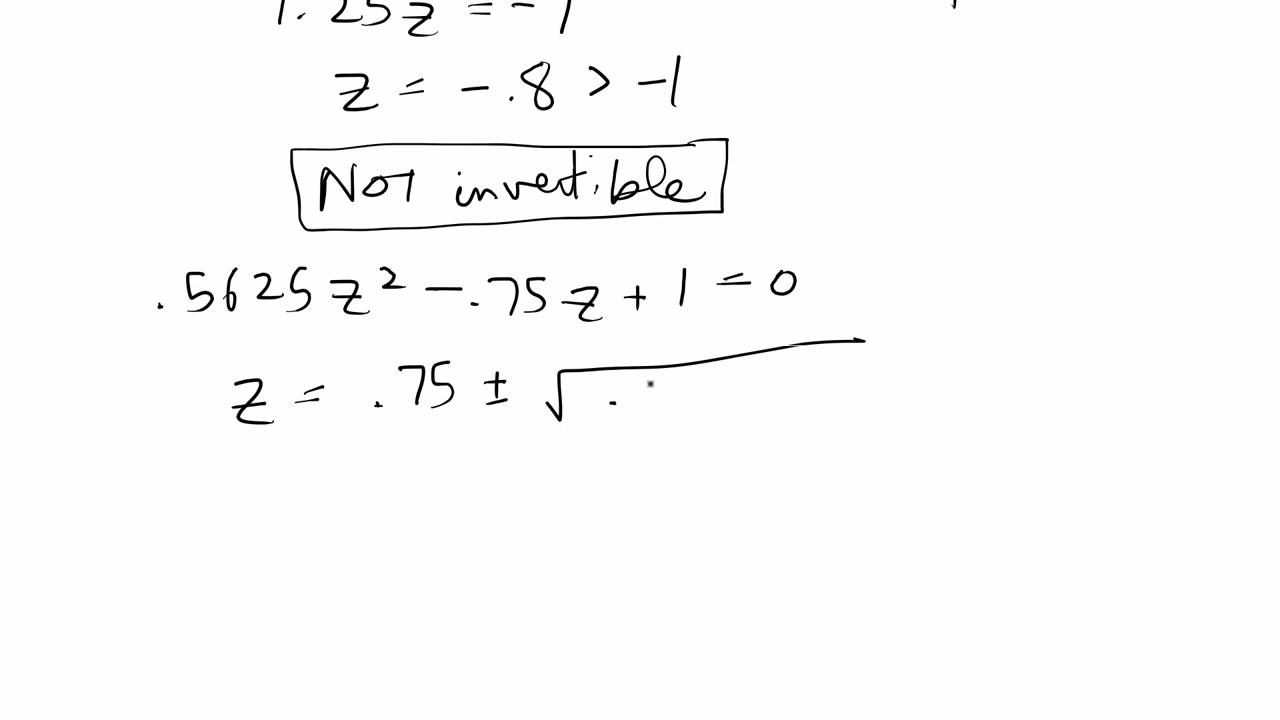 1.25z = -1
z = -.8 > -1
Not invertible
.5625z² - .75z + 1 = 0
z = .75 ± √.